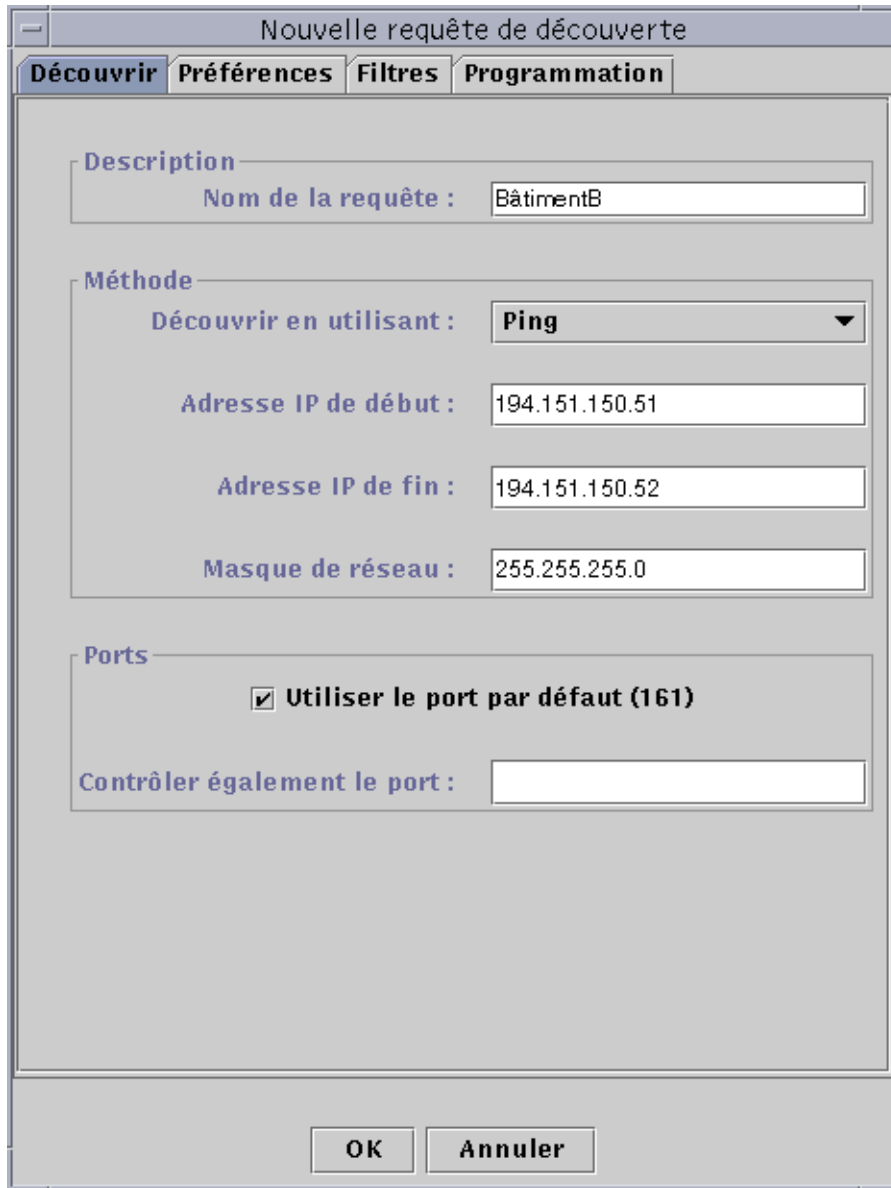 Nouvelle requête de découverte
Découvrir Préférences Filtres Programmation
Description
Nom de la requête : BâtimentB
Méthode
Découvrir en utilisant : Ping
Adresse IP de début : 194.151.150.51
Adresse IP de fin : 194.151.150.52
Masque de réseau : 255.255.255.0
Ports
Utiliser le port par défaut (161)
Contrôler également le port :
OK Annuler